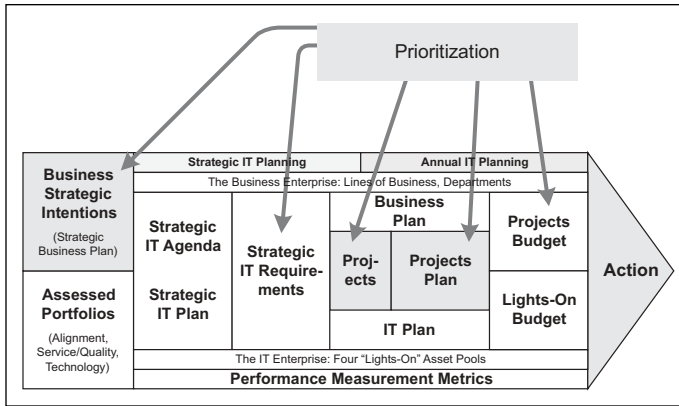 Prioritization
Strategic IT Planning
Annual IT Planning
The Business Enterprise: Lines of Business, Departments
Business
Strategic
Intentions
(Strategic
Business Plan)
Assessed
Portfolios
(Alignment,
Service/Quality,
Technology)
Strategic
IT Agenda
Strategic
IT Plan
Strategic
IT Require-
ments
Business
Plan
Proj-
ects
Projects
Plan
IT Plan
Projects
Budget
Lights-On
Budget
Action
The IT Enterprise: Four “Lights-On” Asset Pools
Performance Measurement Metrics